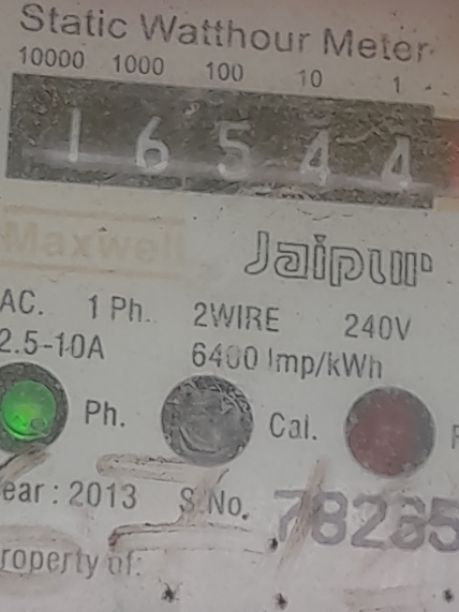 Static Watthour Meter
10000 1000 100 10 1
1 6 5 4 4
Maxwell Jaipur
AC. 1 Ph. 2WIRE 240V
2.5-10A 6400 Imp/kWh
Ph. Cal.
ear : 2013 S.No. 78265
roperty of: